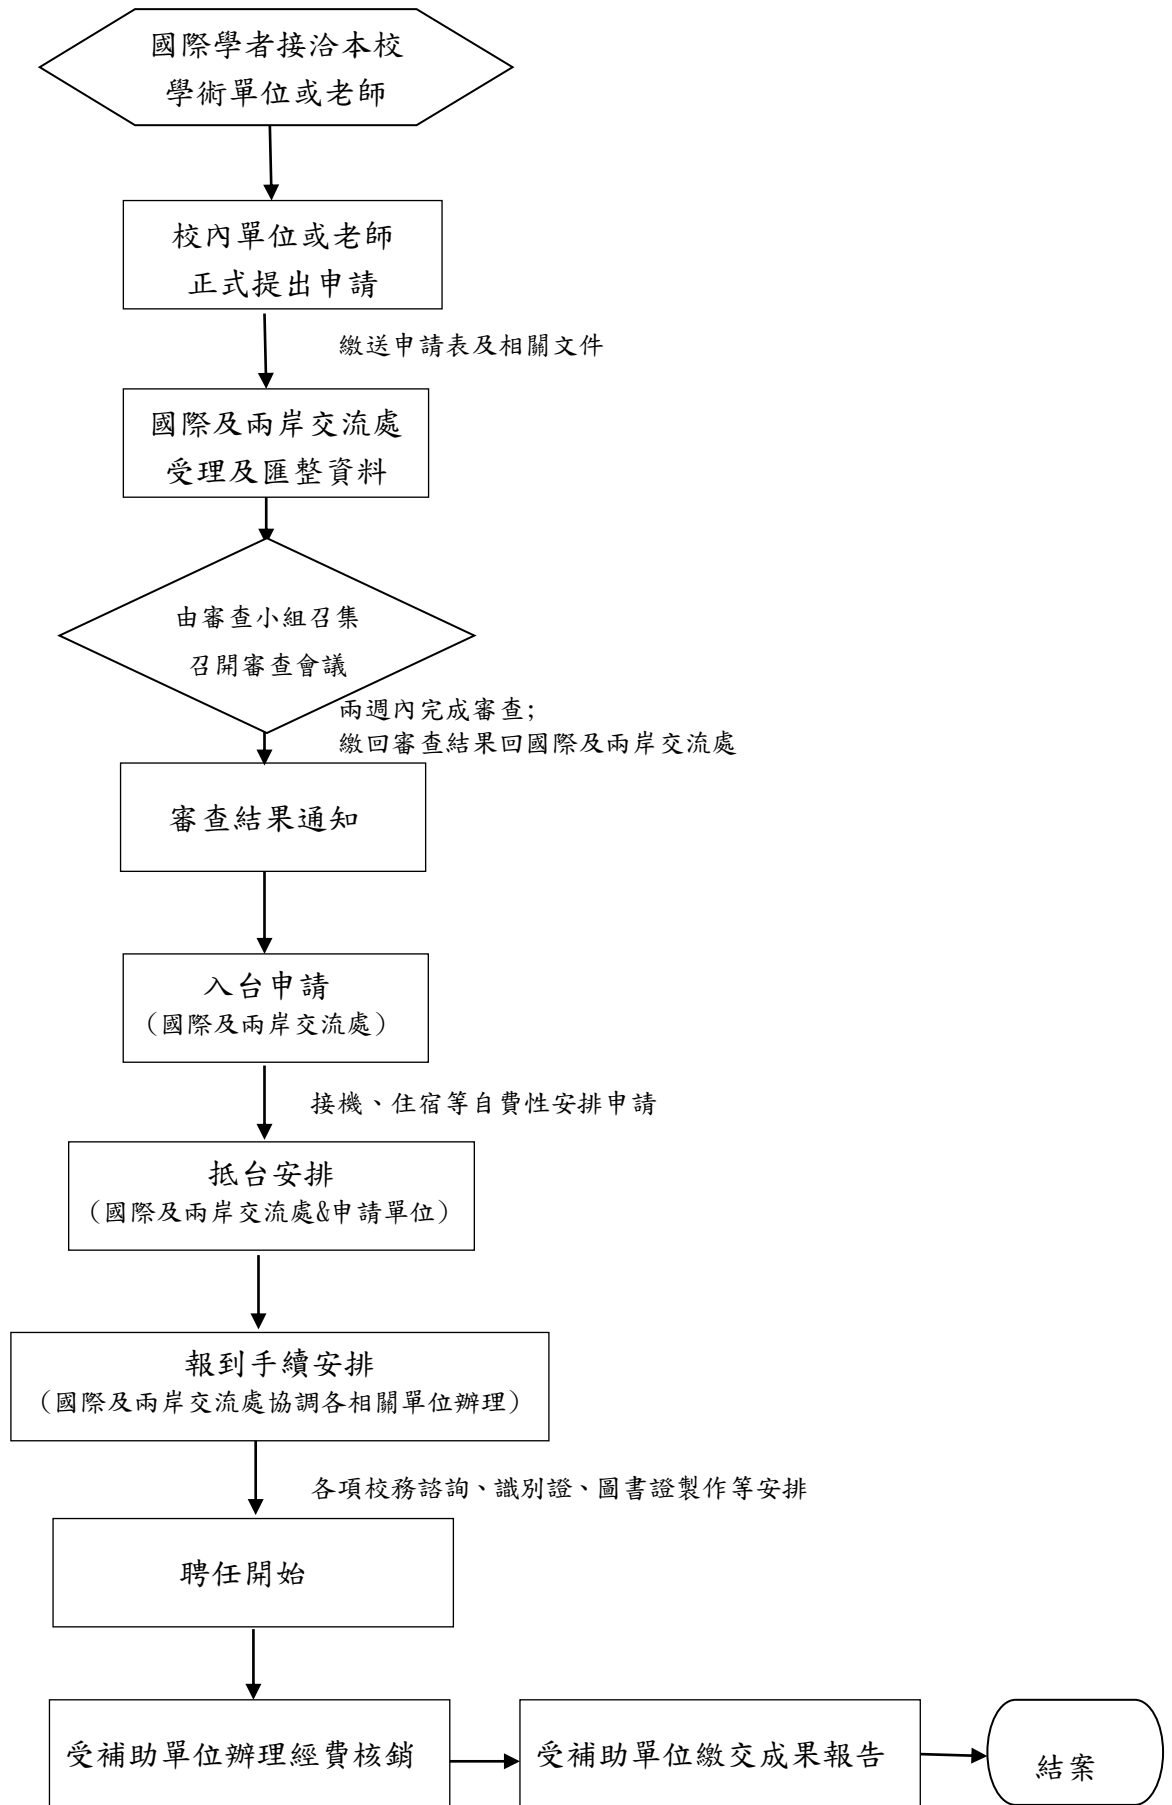 國際學者接洽本校
學術單位或老師
校內單位或老師
正式提出申請
繳送申請表及相關文件
國際及兩岸交流處
受理及匯整資料
由審查小組召集
召開審查會議
兩週內完成審查;
繳回審查結果回國際及兩岸交流處
審查結果通知
入台申請
(國際及兩岸交流處)
接機、住宿等自費性安排申請
抵台安排
(國際及兩岸交流處&申請單位)
報到手續安排
(國際及兩岸交流處協調各相關單位辦理)
各項校務諮詢、識別證、圖書證製作等安排
聘任開始
受補助單位辦理經費核銷
受補助單位繳交成果報告
結案